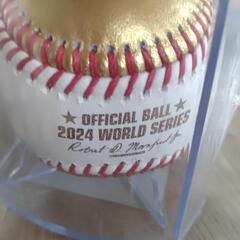 ★ OFFICIAL BALL ★
2024 WORLD SERIES
Robert D. Manfred Jr.